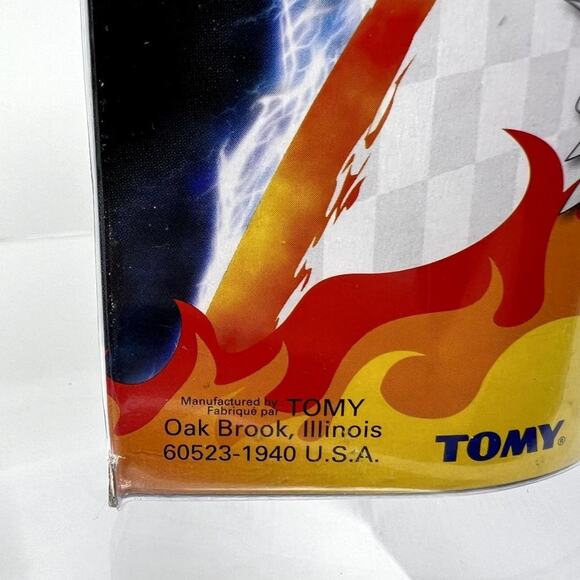 Manufactured by
Fabriqué par TOMY
Oak Brook, Illinois
60523-1940 U.S.A.
TOMY®